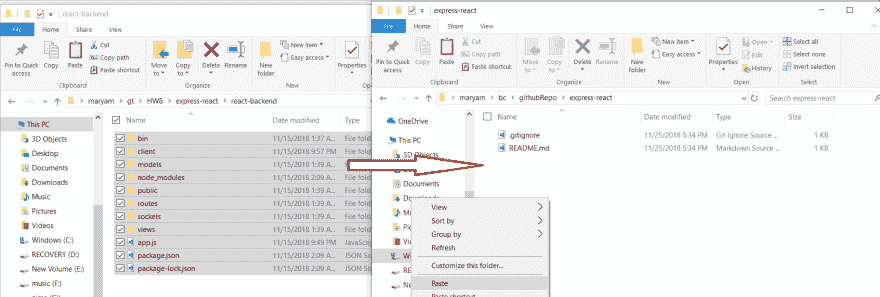 react-backend
File Home Share View
Pin to Quick access
Copy
Paste
Cut
Copy path
Paste shortcut
Move to
Copy to
Delete
Rename
New folder
New item
Easy access
Properties
Clipboard Organize New
maryam gt HW8 express-react react-backend
Name Date modified Type
This PC
3D Objects
Desktop
Documents
Downloads
Music
Pictures
Videos
Windows (C:)
RECOVERY (D:)
New Volume (E:)
music (F:)
bin 11/15/2018 1:37 A... File fold
client 11/15/2018 9:57 P... File fold
models 11/15/2018 1:39 A...
node_modules 11/15/2018 2:09 A...
public 11/15/2018 1:39 A... File fold
routes 11/15/2018 1:39 A... File fold
sockets 11/15/2018 1:39 A... File fold
views 11/15/2018 1:39 A... File fold
app.js 11/15/2018 9:49 PM JavaScri
package.json 11/15/2018 2:09 A... JSON So
package-lock.json 11/15/2018 2:09 A... JSON So
express-react
File Home Share View
Pin to Quick access
Copy
Paste
Cut
Copy path
Paste shortcut
Move to
Copy to
Delete
Rename
New folder
New item
Easy access
Properties
Open
Edit
History
Select all
Select none
Invert selection
Clipboard Organize New Open Select
maryam bc githubRepo express-react
Search express-react
Name Date modified Type Size
OneDrive
This PC
3D Objects
Documents
.gitignore 11/25/2018 5:34 PM Git Ignore Source ... 1 KB
README.md 11/25/2018 5:34 PM Markdown Source... 1 KB
View
Sort by
Group by
Refresh
Customize this folder...
Paste
Paste shortcut